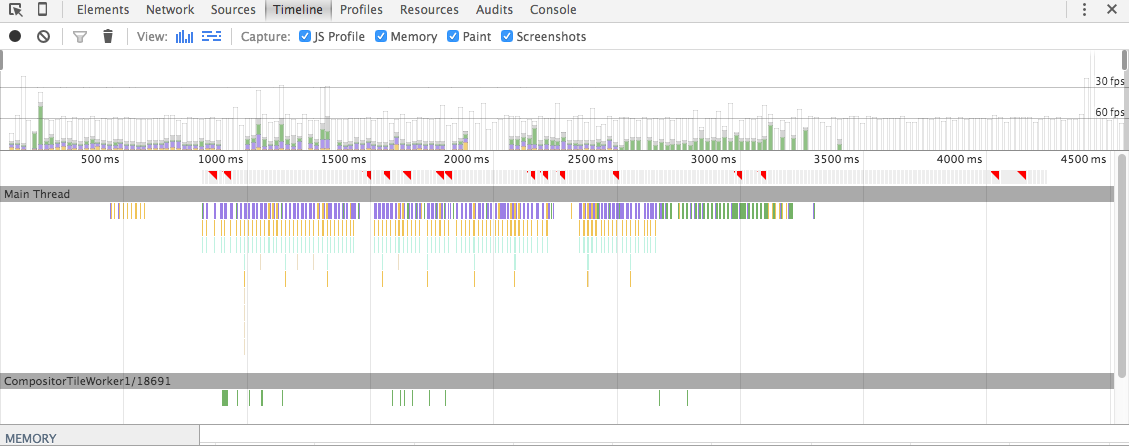 Elements Network Sources Timeline Profiles Resources Audits Console
View: Capture: JS Profile Memory Paint Screenshots
30 fps
60 fps
500 ms 1000 ms 1500 ms 2000 ms 2500 ms 3000 ms 3500 ms 4000 ms 4500 ms
Main Thread
CompositorTileWorker1/18691
MEMORY